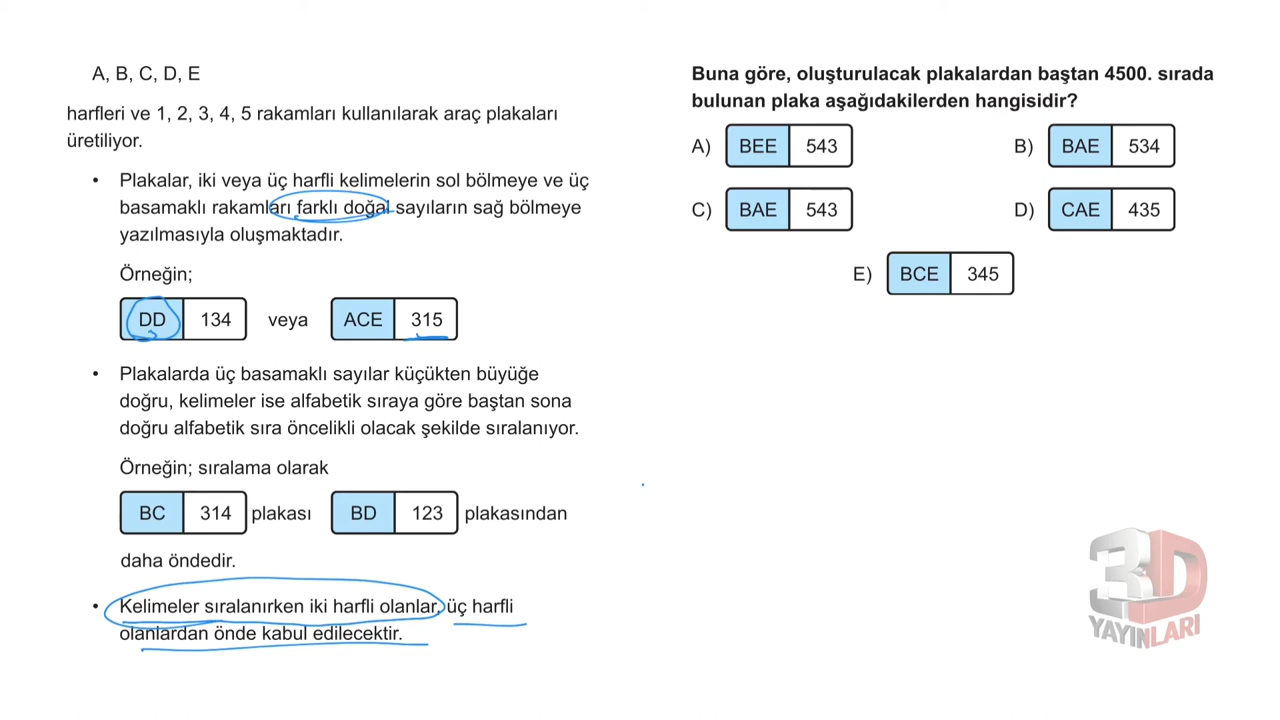 A, B, C, D, E
harfleri ve 1, 2, 3, 4, 5 rakamları kullanılarak araç plakaları
üretiliyor.
• Plakalar, iki veya üç harfli kelimelerin sol bölmeye ve üç
basamaklı rakamları farklı doğal sayıların sağ bölmeye
yazılmasıyla oluşmaktadır.
Örneğin;
DD 134 veya ACE 315
• Plakalarda üç basamaklı sayılar küçükten büyüğe
doğru, kelimeler ise alfabetik sıraya göre baştan sona
doğru alfabetik sıra öncelikli olacak şekilde sıralanıyor.
Örneğin; sıralama olarak
BC 314 plakası BD 123 plakasından
daha öndedir.
• Kelimeler sıralanırken iki harfli olanlar, üç harfli
olanlardan önde kabul edilecektir.
Buna göre, oluşturulacak plakalardan baştan 4500. sırada
bulunan plaka aşağıdakilerden hangisidir?
A) BEE 543 B) BAE 534
C) BAE 543 D) CAE 435
E) BCE 345
3D
YAYINLARI